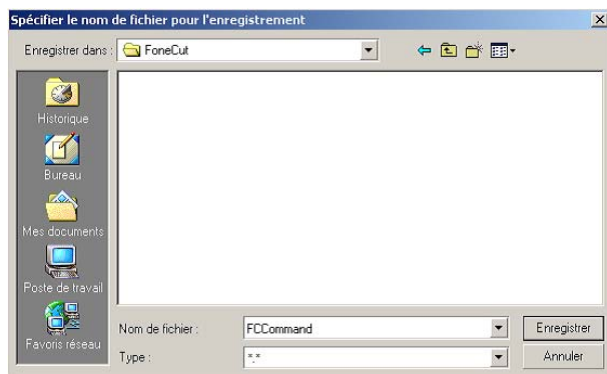 Spécifier le nom de fichier pour l'enregistrement
Enregistrer dans : FoneCut
Historique
Bureau
Mes documents
Poste de travail
Favoris réseau
Nom de fichier : FCCommand Enregistrer
Type : *.* Annuler